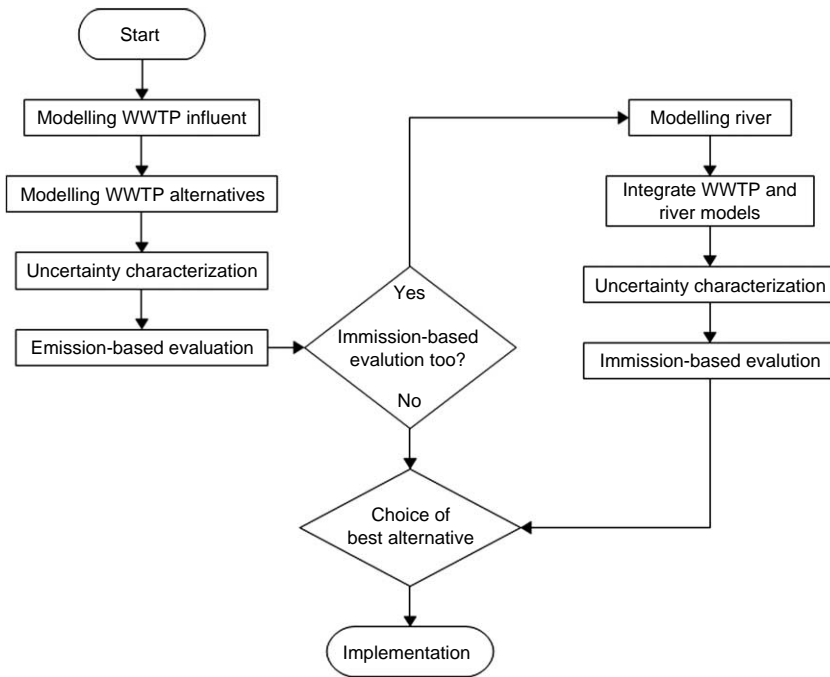 Start
Modelling WWTP influent
Modelling WWTP alternatives
Uncertainty characterization
Emission-based evaluation
Yes
Immission-based
evalution too?
No
Modelling river
Integrate WWTP and
river models
Uncertainty characterization
Immission-based evalution
Choice of
best alternative
Implementation